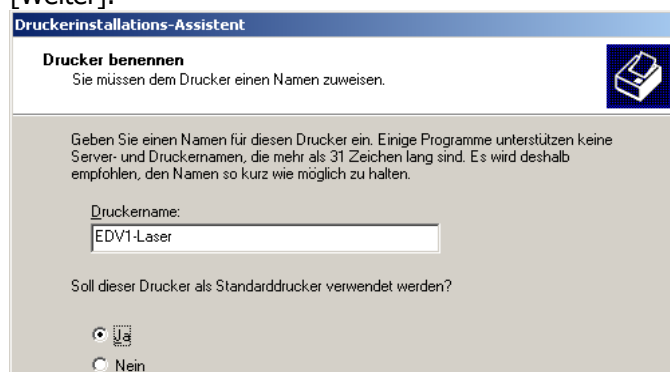 [Weiter].
Druckerinstallations-Assistent
Drucker benennen
Sie müssen dem Drucker einen Namen zuweisen.
Geben Sie einen Namen für diesen Drucker ein. Einige Programme unterstützen keine
Server- und Druckernamen, die mehr als 31 Zeichen lang sind. Es wird deshalb
empfohlen, den Namen so kurz wie möglich zu halten.
Druckername:
EDV1-Laser
Soll dieser Drucker als Standarddrucker verwendet werden?
Ja
Nein